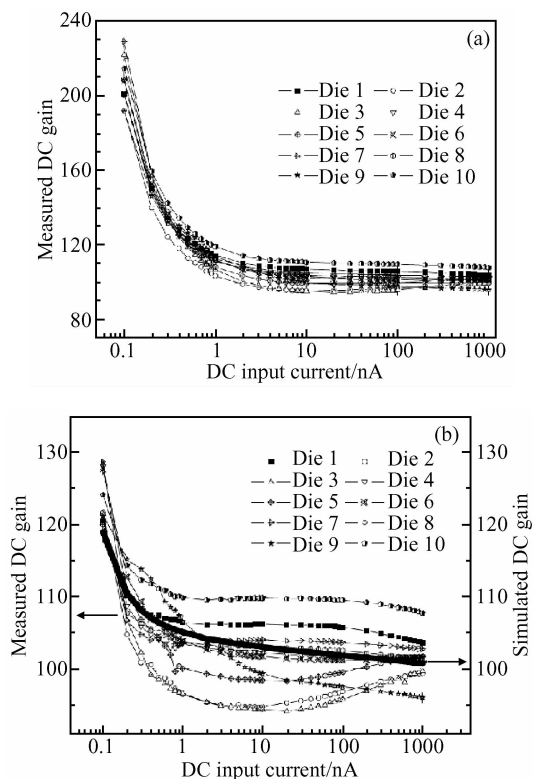 240
200
160
120
80
Measured DC gain
(a)
Die 1 Die 2
Die 3 Die 4
Die 5 Die 6
Die 7 Die 8
Die 9 Die 10
0.1 1 10 100 1000
DC input current/nA
130
120
110
100
Measured DC gain
(b)
Die 1 Die 2
Die 3 Die 4
Die 5 Die 6
Die 7 Die 8
Die 9 Die 10
130
120
110
100
Simulated DC gain
0.1 1 10 100 1000
DC input current/nA